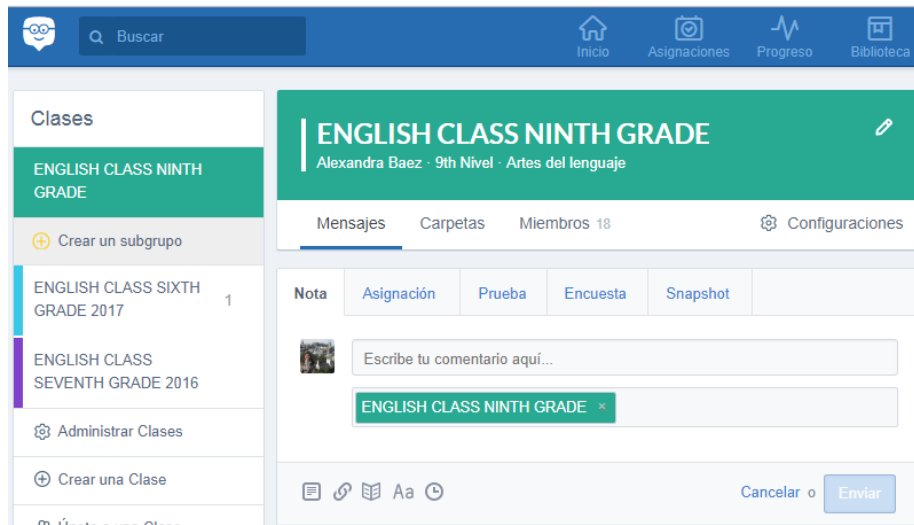 Buscar
Inicio
Asignaciones
Progreso
Biblioteca
Clases
ENGLISH CLASS NINTH
GRADE
Crear un subgrupo
ENGLISH CLASS SIXTH
GRADE 2017
1
ENGLISH CLASS
SEVENTH GRADE 2016
Administrar Clases
Crear una Clase
Únete a una Clase
ENGLISH CLASS NINTH GRADE
Alexandra Baez · 9th Nivel · Artes del lenguaje
Mensajes Carpetas Miembros 18 Configuraciones
Nota Asignación Prueba Encuesta Snapshot
Escribe tu comentario aquí...
ENGLISH CLASS NINTH GRADE ×
Aa
Cancelar o Enviar